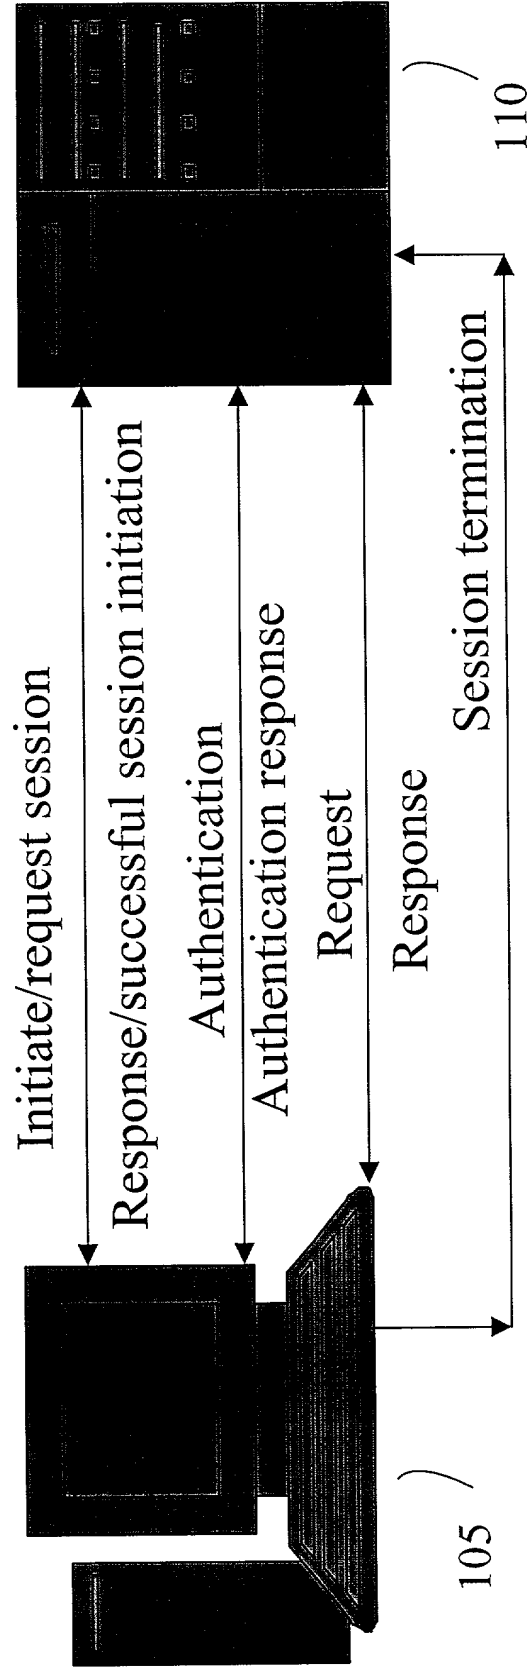 Initiate/request session
Response/successful session initiation
Authentication
Authentication response
Request
Response
Session termination
105
110